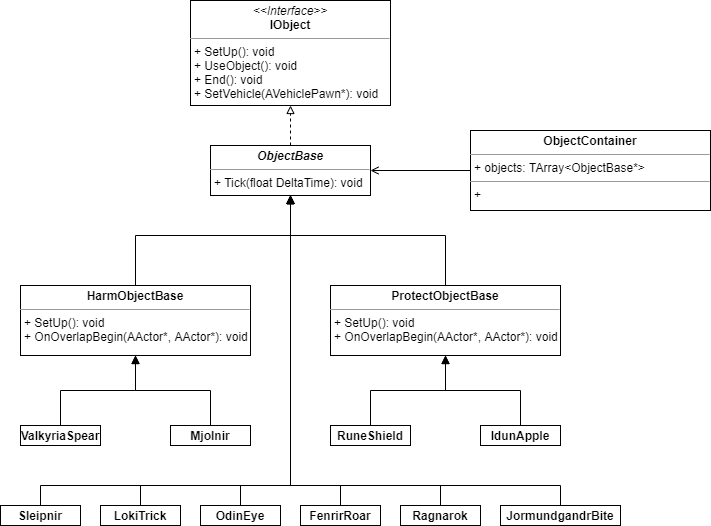 <<Interface>>
IObject
+ SetUp(): void
+ UseObject(): void
+ End(): void
+ SetVehicle(AVehiclePawn*): void
ObjectBase
+ Tick(float DeltaTime): void
ObjectContainer
+ objects: TArray<ObjectBase*>
+
HarmObjectBase
+ SetUp(): void
+ OnOverlapBegin(AActor*, AActor*): void
ProtectObjectBase
+ SetUp(): void
+ OnOverlapBegin(AActor*, AActor*): void
ValkyriaSpear
Mjolnir
RuneShield
IdunApple
Sleipnir
LokiTrick
OdinEye
FenrirRoar
Ragnarok
JormundgandrBite